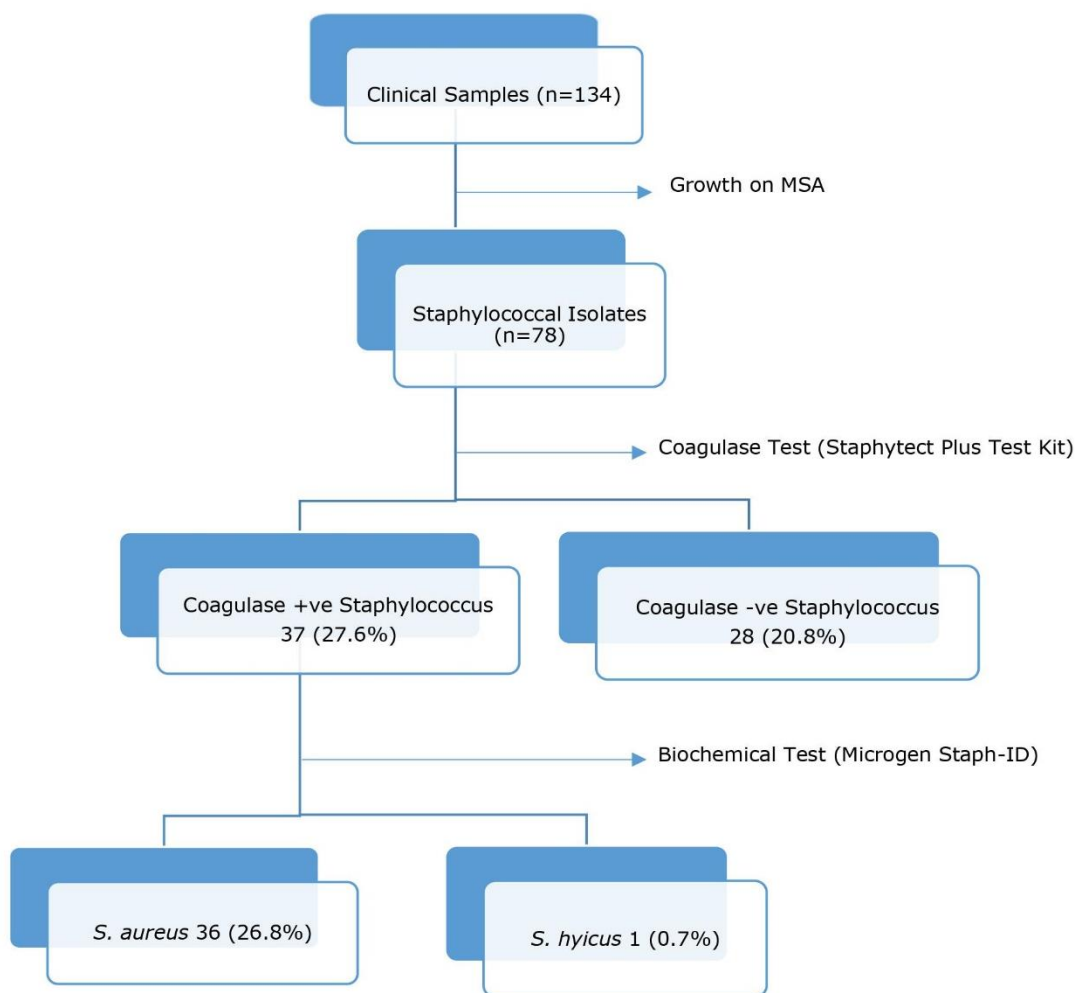 Clinical Samples (n=134)
Growth on MSA
Staphylococcal Isolates
(n=78)
Coagulase Test (Staphytect Plus Test Kit)
Coagulase +ve Staphylococcus
37 (27.6%)
Coagulase -ve Staphylococcus
28 (20.8%)
Biochemical Test (Microgen Staph-ID)
S. aureus 36 (26.8%)
S. hyicus 1 (0.7%)